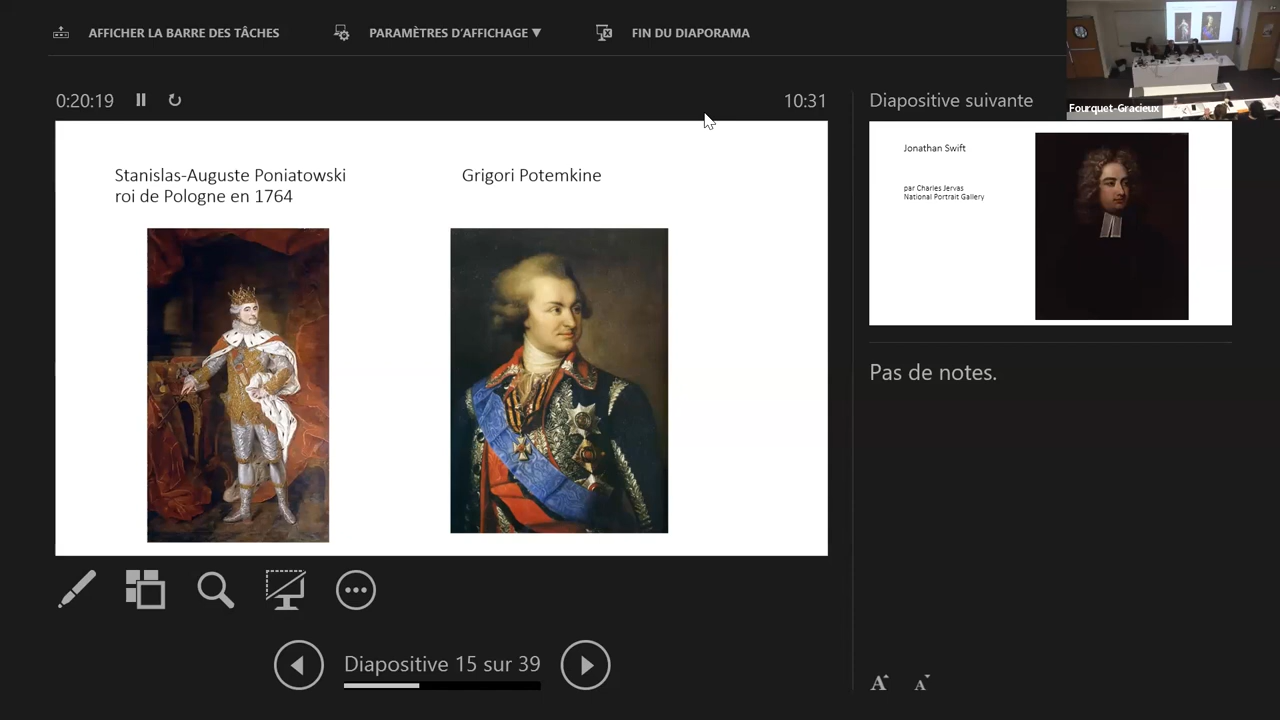 AFFICHER LA BARRE DES TÂCHES
PARAMÈTRES D'AFFICHAGE ▼
FIN DU DIAPORAMA
Fourquet-Gracieux
0:20:19
10:31
Diapositive suivante
Stanislas-Auguste Poniatowski
roi de Pologne en 1764
Grigori Potemkine
Jonathan Swift
par Charles Jervas
National Portrait Gallery
Pas de notes.
Diapositive 15 sur 39
A
A